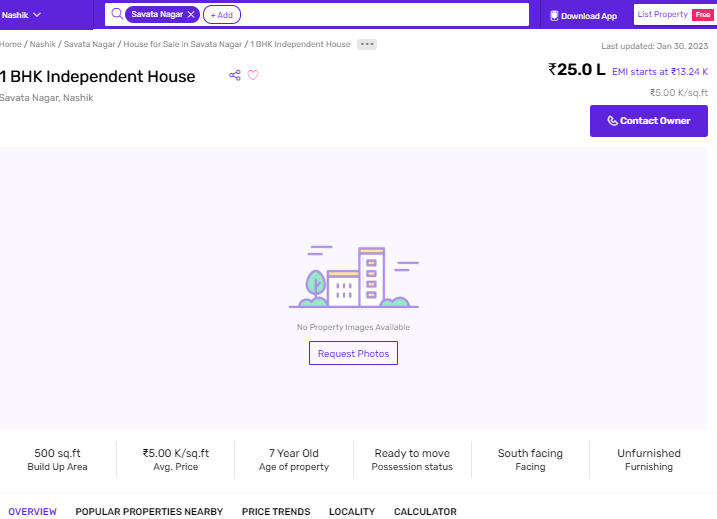 Nashik
Savata Nagar
+ Add
Download App
List Property Free
Home / Nashik / Savata Nagar / House for Sale in Savata Nagar / 1 BHK Independent House
Last updated: Jan 30, 2023
1 BHK Independent House
₹25.0 L EMI starts at ₹13.24 K
Savata Nagar, Nashik
₹5.00 K/sq.ft
Contact Owner
No Property Images Available
Request Photos
500 sq.ft
Build Up Area
₹5.00 K/sq.ft
Avg. Price
7 Year Old
Age of property
Ready to move
Possession status
South facing
Facing
Unfurnished
Furnishing
OVERVIEW POPULAR PROPERTIES NEARBY PRICE TRENDS LOCALITY CALCULATOR